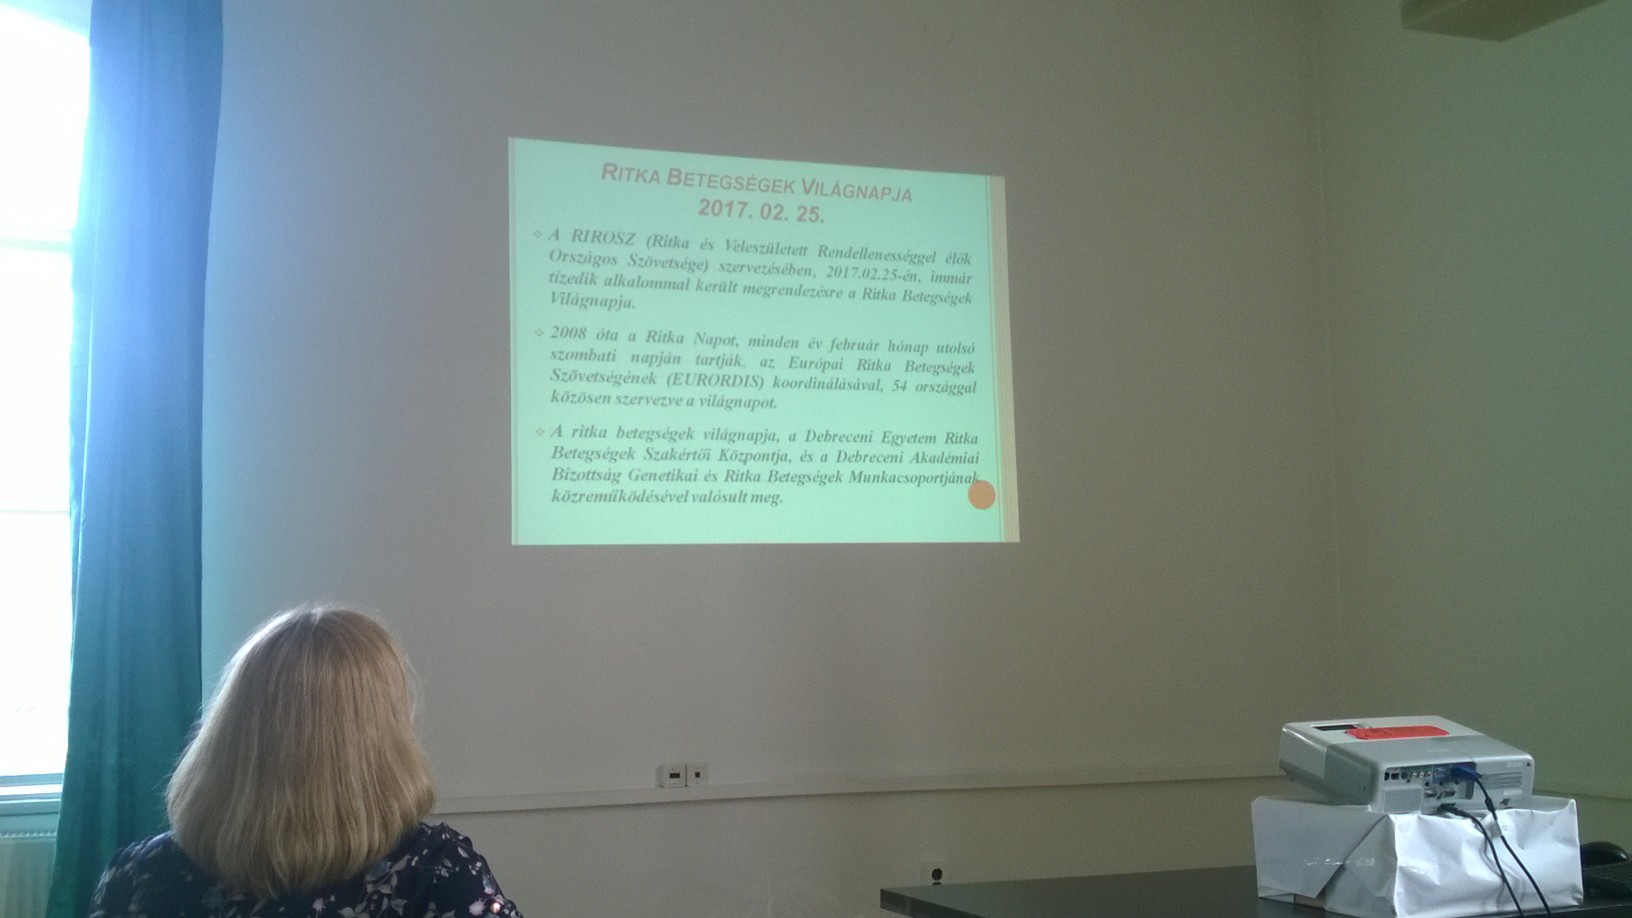 RITKA BETEGSÉGEK VILÁGNAPJA
2017. 02. 25.
A RIROSZ (Ritka és Veleszületett Rendellenességgel élők
Országos Szövetsége) szervezésében, 2017.02.25-én, immár
tizedik alkalommal került megrendezésre a Ritka Betegségek
Világnapja.
2008 óta a Ritka Napot, minden év február hónap utolsó
szombati napján tartják, az Európai Ritka Betegségek
Szövetségének (EURORDIS) koordinálásával, 54 országgal
közösen szervezve a világnapot.
A ritka betegségek világnapja, a Debreceni Egyetem Ritka
Betegségek Szakértői Központja, és a Debreceni Akadémiai
Bizottság Genetikai és Ritka Betegségek Munkacsoportjának
közreműködésével valósult meg.